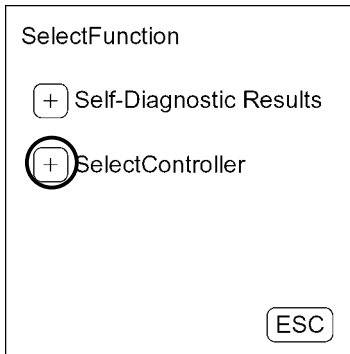 SelectFunction
+ Self-Diagnostic Results
+ SelectController
ESC